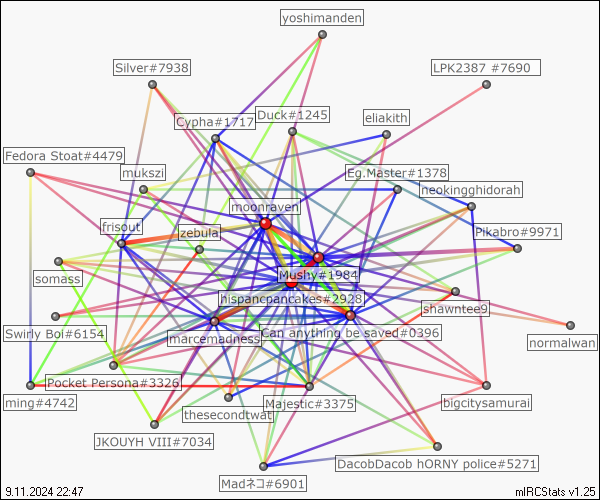 yoshimanden
Silver#7938
LPK2387 #7690
Duck#1245
Cypha#1717
eliakith
Fedora Stoat#4479
mukszi
Eg.Master#1378
neokingghidorah
moonraven
frisout
zebula
Pikabro#9971
Mushy#1984
somass
hispanicpancakes#2928
shawntee9
Swirly Boi#6154
marcemadness
Can anything be saved#0396
normalwan
Pocket Persona#3326
ming#4742
thesecondtwat
Majestic#3375
bigcitysamurai
JKOUYH VIII#7034
DacobDacob hORNY police#5271
Madネコ#6901
9.11.2024 22:47
mIRCStats v1.25